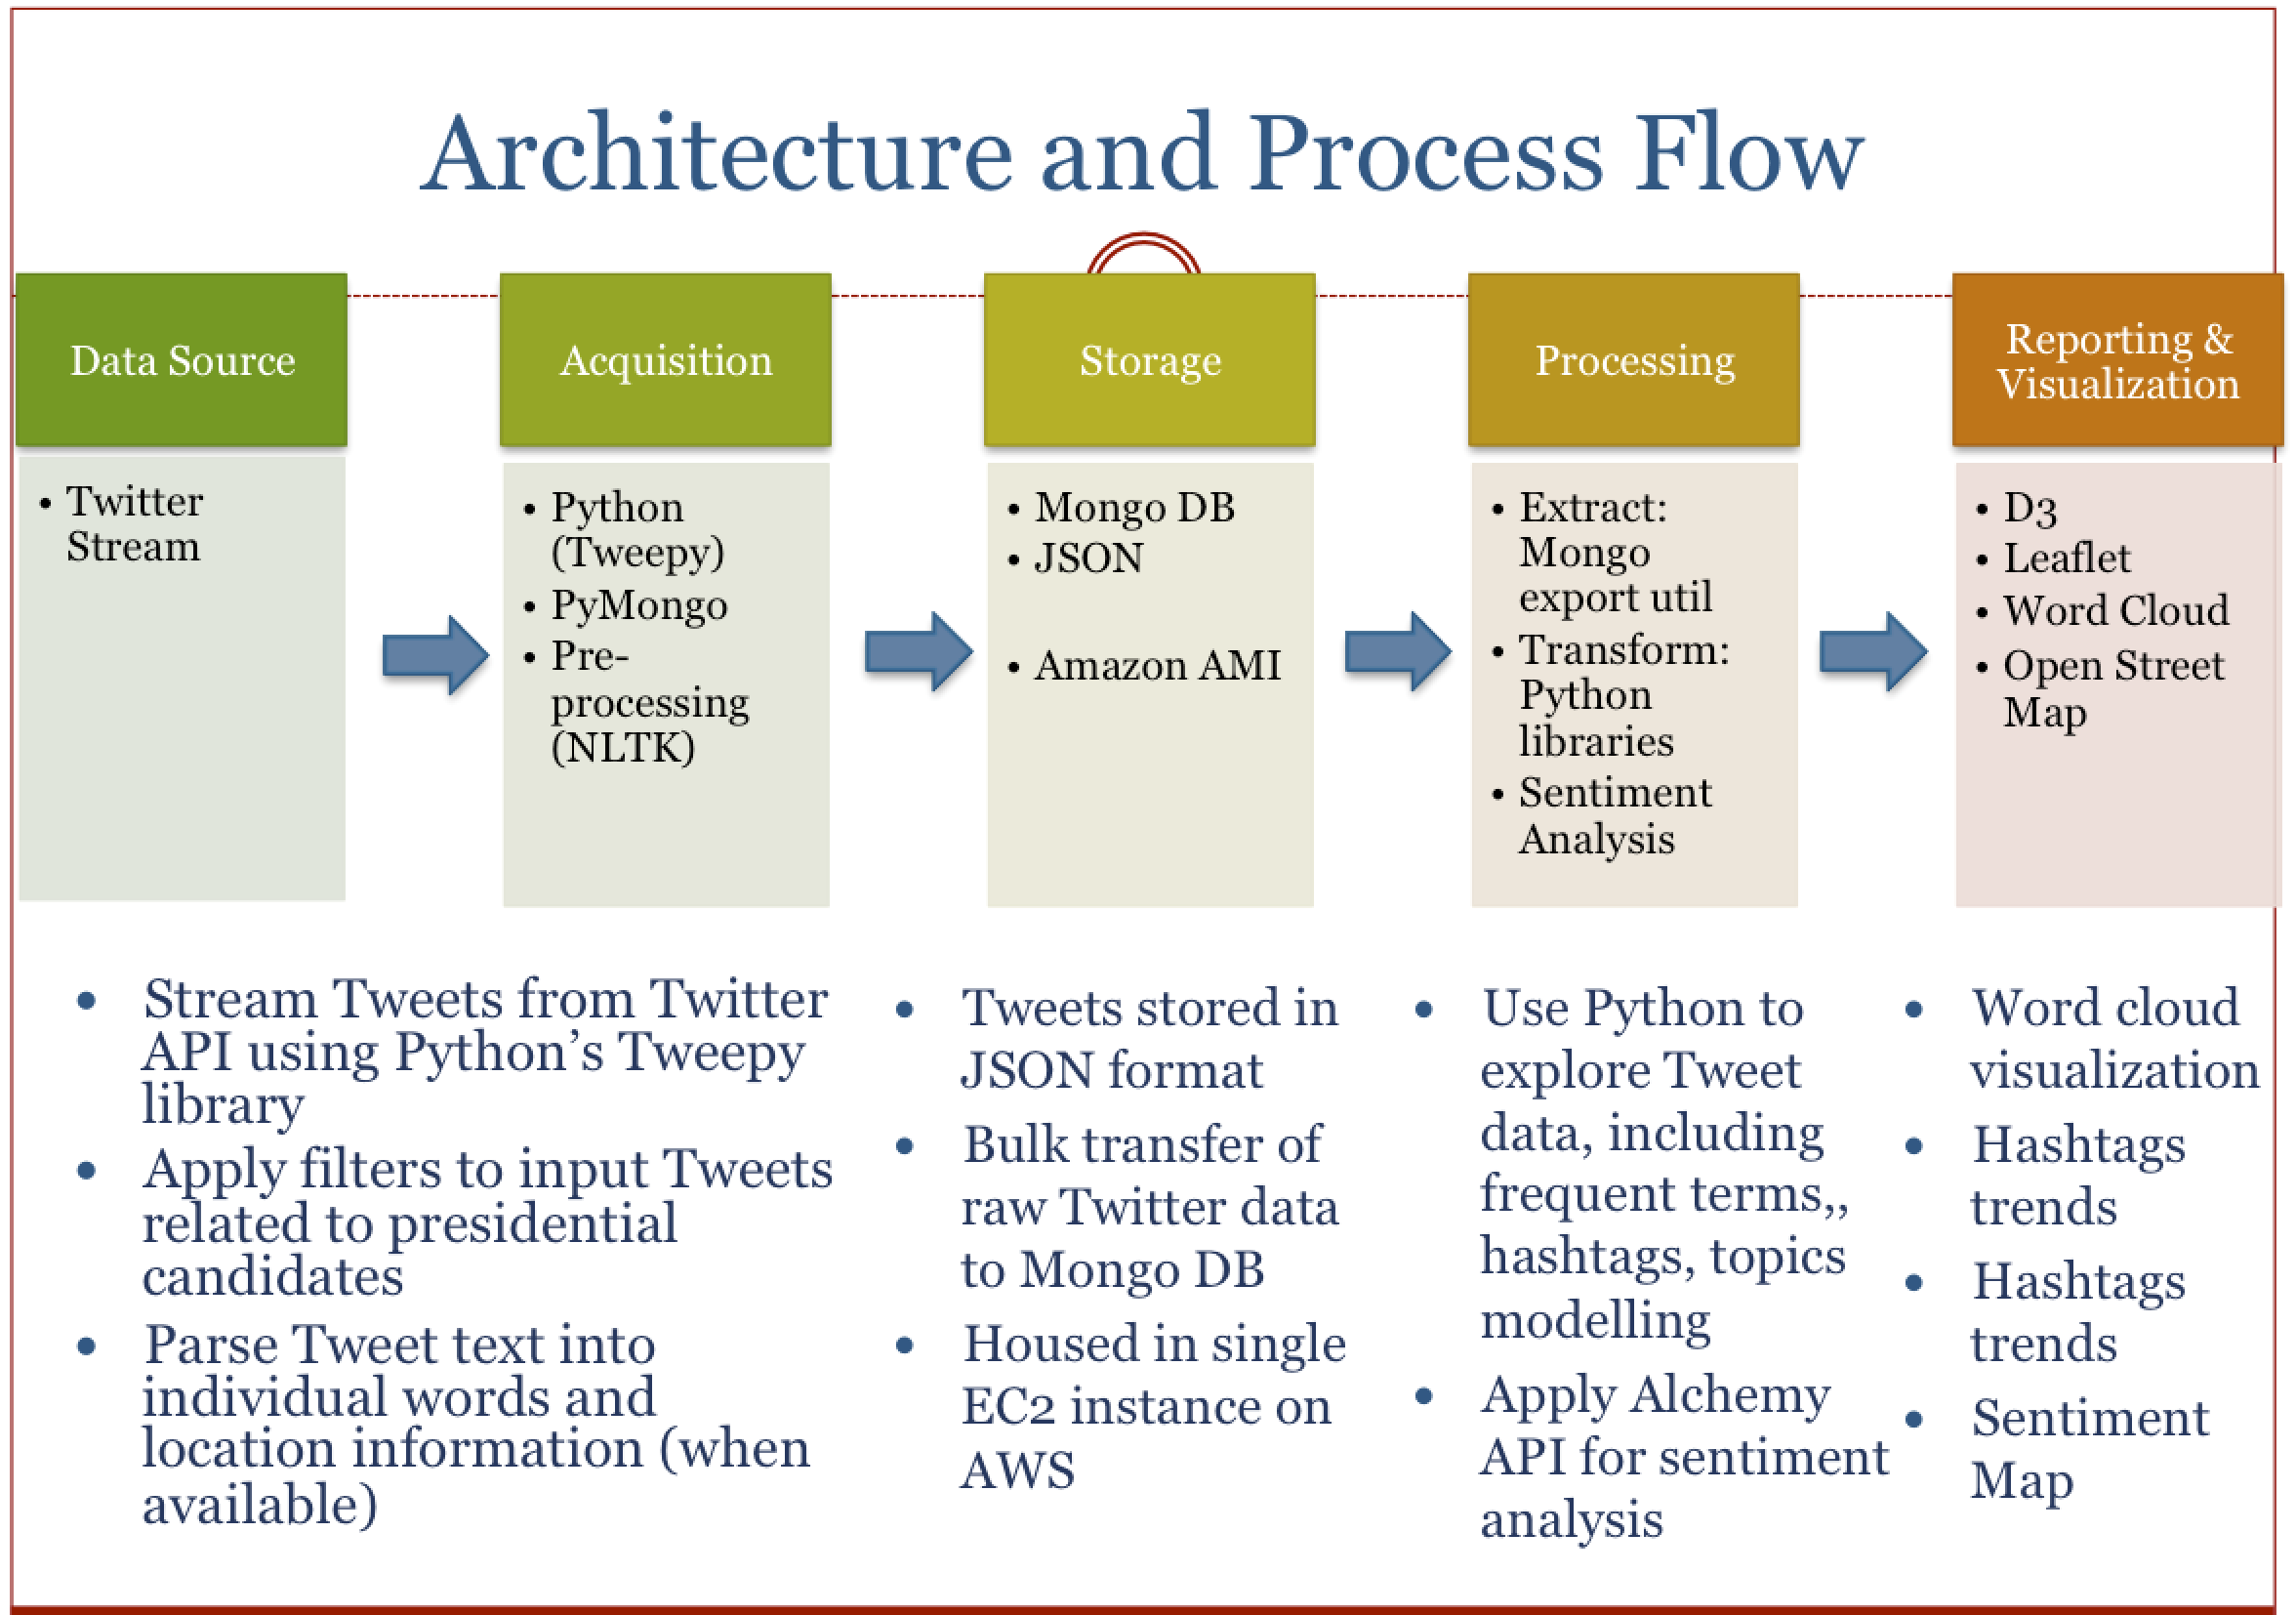 Architecture and Process Flow
Data Source
• Twitter
Stream
Acquisition
• Python
(Tweepy)
• PyMongo
• Pre-
processing
(NLTK)
Storage
• Mongo DB
• JSON
• Amazon AMI
Processing
• Extract:
Mongo
export util
• Transform:
Python
libraries
• Sentiment
Analysis
Reporting &
Visualization
• D3
• Leaflet
• Word Cloud
• Open Street
Map
• Stream Tweets from Twitter
API using Python’s Tweepy
library
• Apply filters to input Tweets
related to presidential
candidates
• Parse Tweet text into
individual words and
location information (when
available)
• Tweets stored in
JSON format
• Bulk transfer of
raw Twitter data
to Mongo DB
• Housed in single
EC2 instance on
AWS
• Use Python to
explore Tweet
data, including
frequent terms,,
hashtags, topics
modelling
• Apply Alchemy
API for sentiment
analysis
• Word cloud
visualization
• Hashtags
trends
• Hashtags
trends
• Sentiment
Map